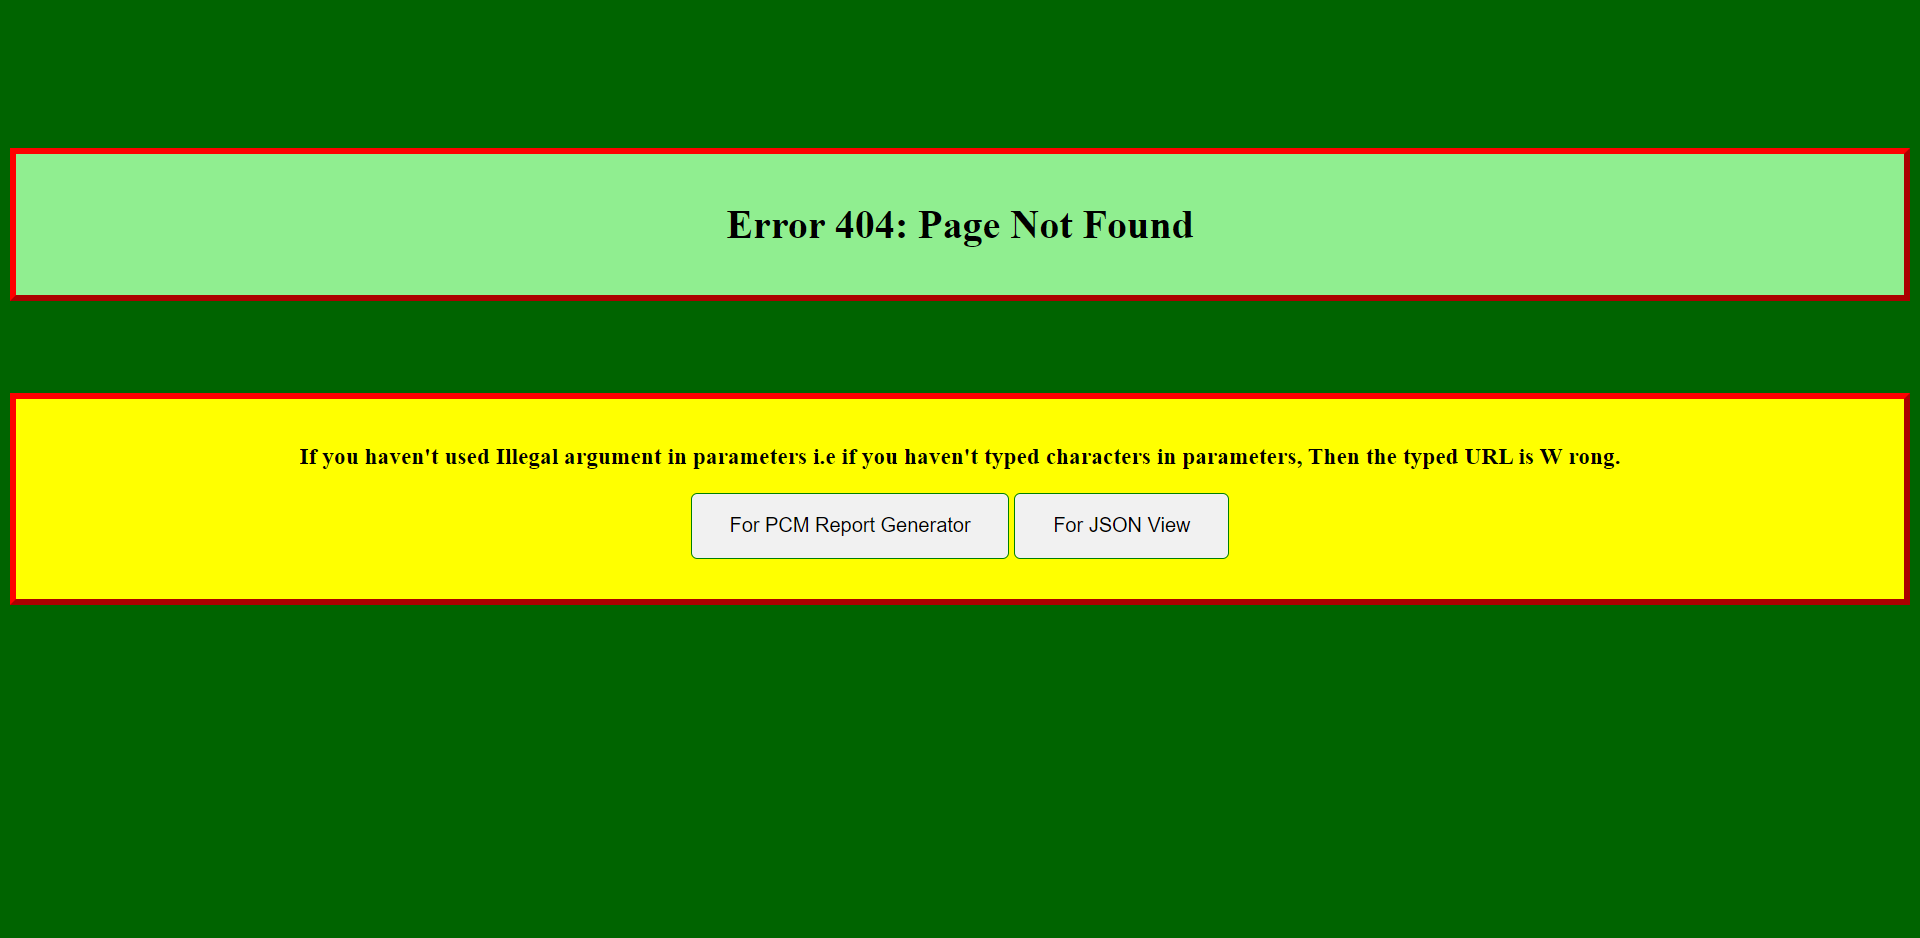 Error 404: Page Not Found
If you haven't used Illegal argument in parameters i.e if you haven't typed characters in parameters, Then the typed URL is W rong.
For PCM Report Generator
For JSON View